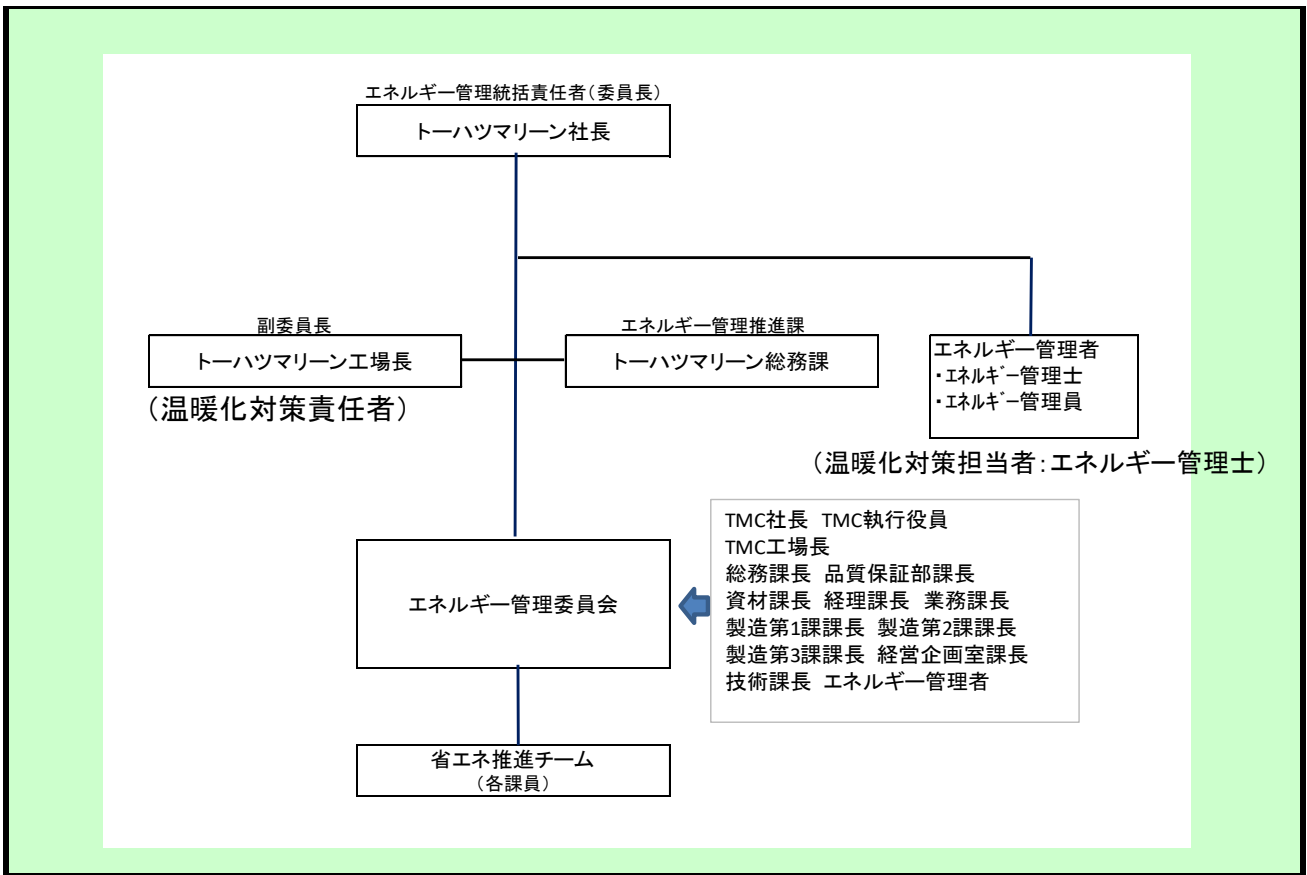 エネルギー管理統括責任者（委員長）
トーハツマリーン社長
副委員長
トーハツマリーン工場長
（温暖化対策責任者）
エネルギー管理推進課
トーハツマリーン総務課
エネルギー管理者
・ｴﾈﾙｷﾞｰ管理士
・ｴﾈﾙｷﾞｰ管理員
（温暖化対策担当者：エネルギー管理士）
エネルギー管理委員会
TMC社長 TMC執行役員
TMC工場長
総務課長 品質保証部課長
資材課長 経理課長 業務課長
製造第1課課長 製造第2課課長
製造第3課課長 経営企画室課長
技術課長 エネルギー管理者
省エネ推進チーム
（各課員）